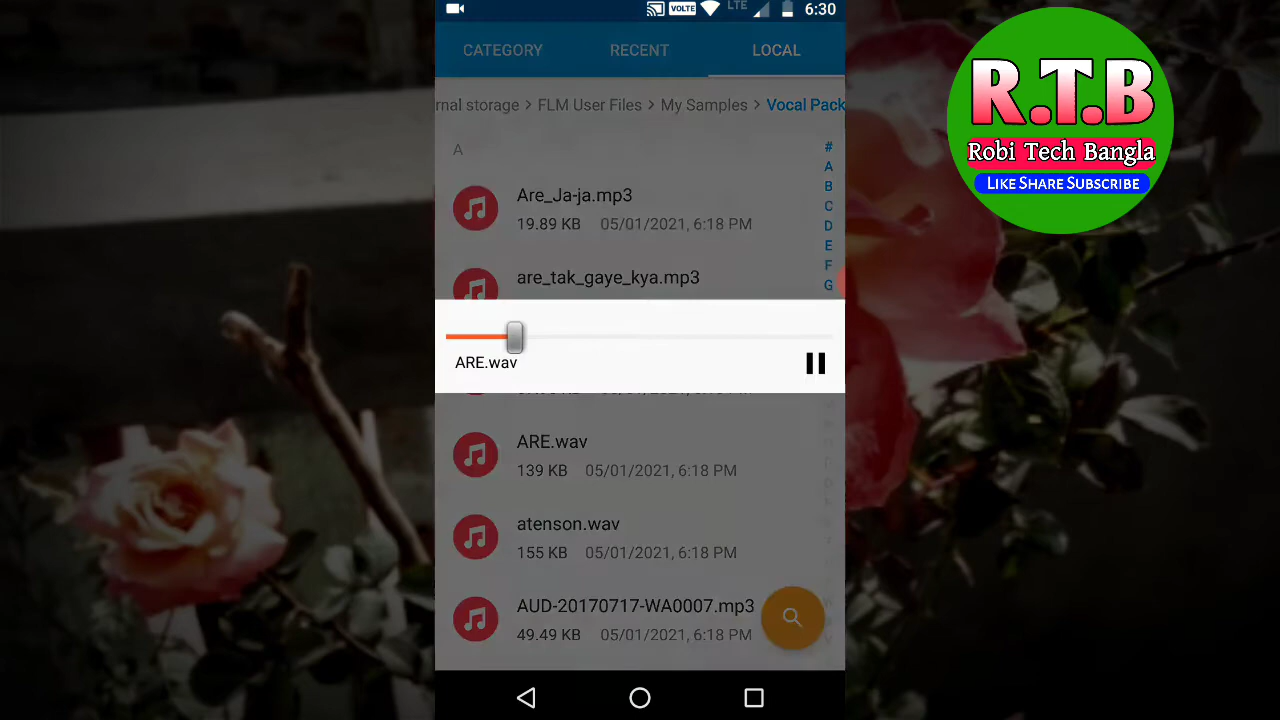 LTE 6:30
VOLTE
CATEGORY RECENT LOCAL
rnal storage > FLM User Files > My Samples > Vocal Pack
A
Are_Ja-ja.mp3
19.89 KB 05/01/2021, 6:18 PM
are_tak_gaye_kya.mp3
ARE.wav
ARE.wav
139 KB 05/01/2021, 6:18 PM
atenson.wav
155 KB 05/01/2021, 6:18 PM
AUD-20170717-WA0007.mp3
49.49 KB 05/01/2021, 6:18 PM
#
A
B
C
D
E
F
G
R.T.B
Robi Tech Bangla
LIKE SHARE SUBSCRIBE